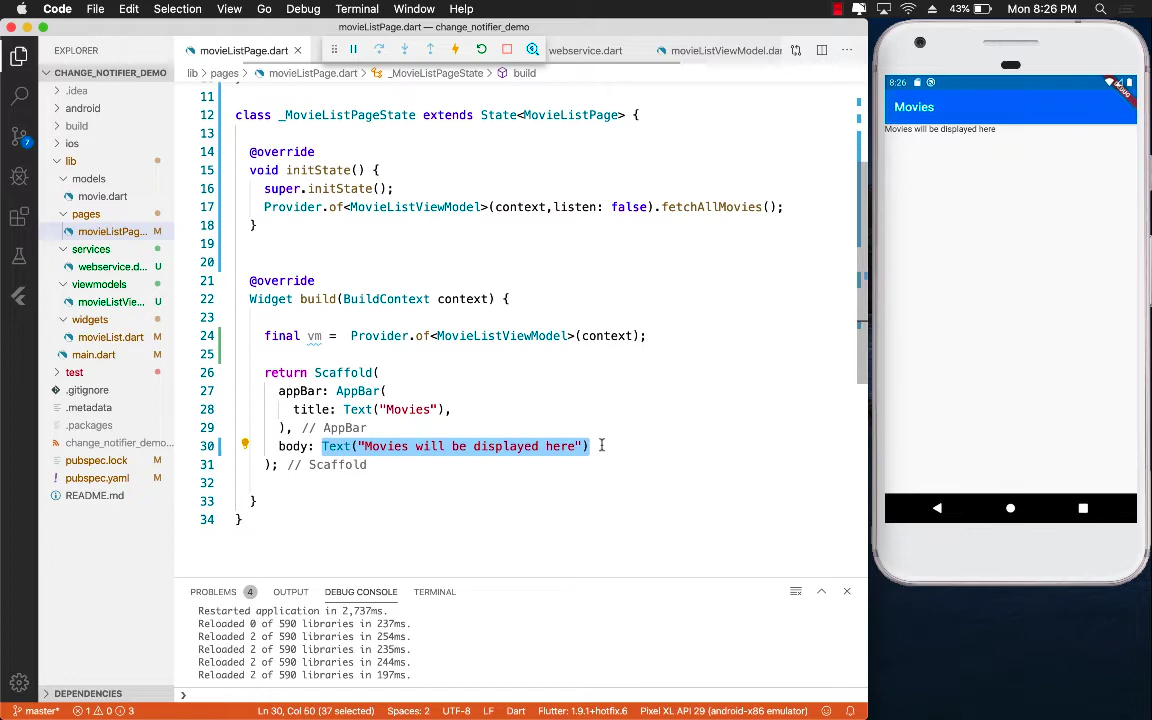 Code File Edit Selection View Go Debug Terminal Window Help
43% Mon 8:26 PM
movieListPage.dart — change_notifier_demo
EXPLORER
CHANGE_NOTIFIER_DEMO
.idea
android
build
ios
lib
models
movie.dart
pages
movieListPag... M
services
webservice.d... U
viewmodels
movieListVie... U
widgets
movieList.dart M
main.dart M
test
.gitignore
.metadata
.packages
change_notifier_demo...
pubspec.lock M
pubspec.yaml M
README.md
DEPENDENCIES
movieListPage.dart
webservice.dart
movieListViewModel.dar
lib > pages > movieListPage.dart > _MovieListPageState > build
11
12 class _MovieListPageState extends State<MovieListPage> {
13
14 @override
15 void initState() {
16 super.initState();
17 Provider.of<MovieListViewModel>(context,listen: false).fetchAllMovies();
18 }
19
20
21 @override
22 Widget build(BuildContext context) {
23
24 final vm = Provider.of<MovieListViewModel>(context);
25
26 return Scaffold(
27 appBar: AppBar(
28 title: Text("Movies"),
29 ), // AppBar
30 body: Text("Movies will be displayed here")
31 ); // Scaffold
32
33 }
34 }
PROBLEMS 4 OUTPUT DEBUG CONSOLE TERMINAL
Restarted application in 2,737ms.
Reloaded 0 of 590 libraries in 237ms.
Reloaded 2 of 590 libraries in 254ms.
Reloaded 2 of 590 libraries in 235ms.
Reloaded 2 of 590 libraries in 244ms.
Reloaded 2 of 590 libraries in 197ms.
master* 1 0 3
7
Ln 30, Col 50 (37 selected) Spaces: 2 UTF-8 LF Dart Flutter: 1.9.1+hotfix.6 Pixel XL API 29 (android-x86 emulator)
8:26
DEBUG
Movies
Movies will be displayed here